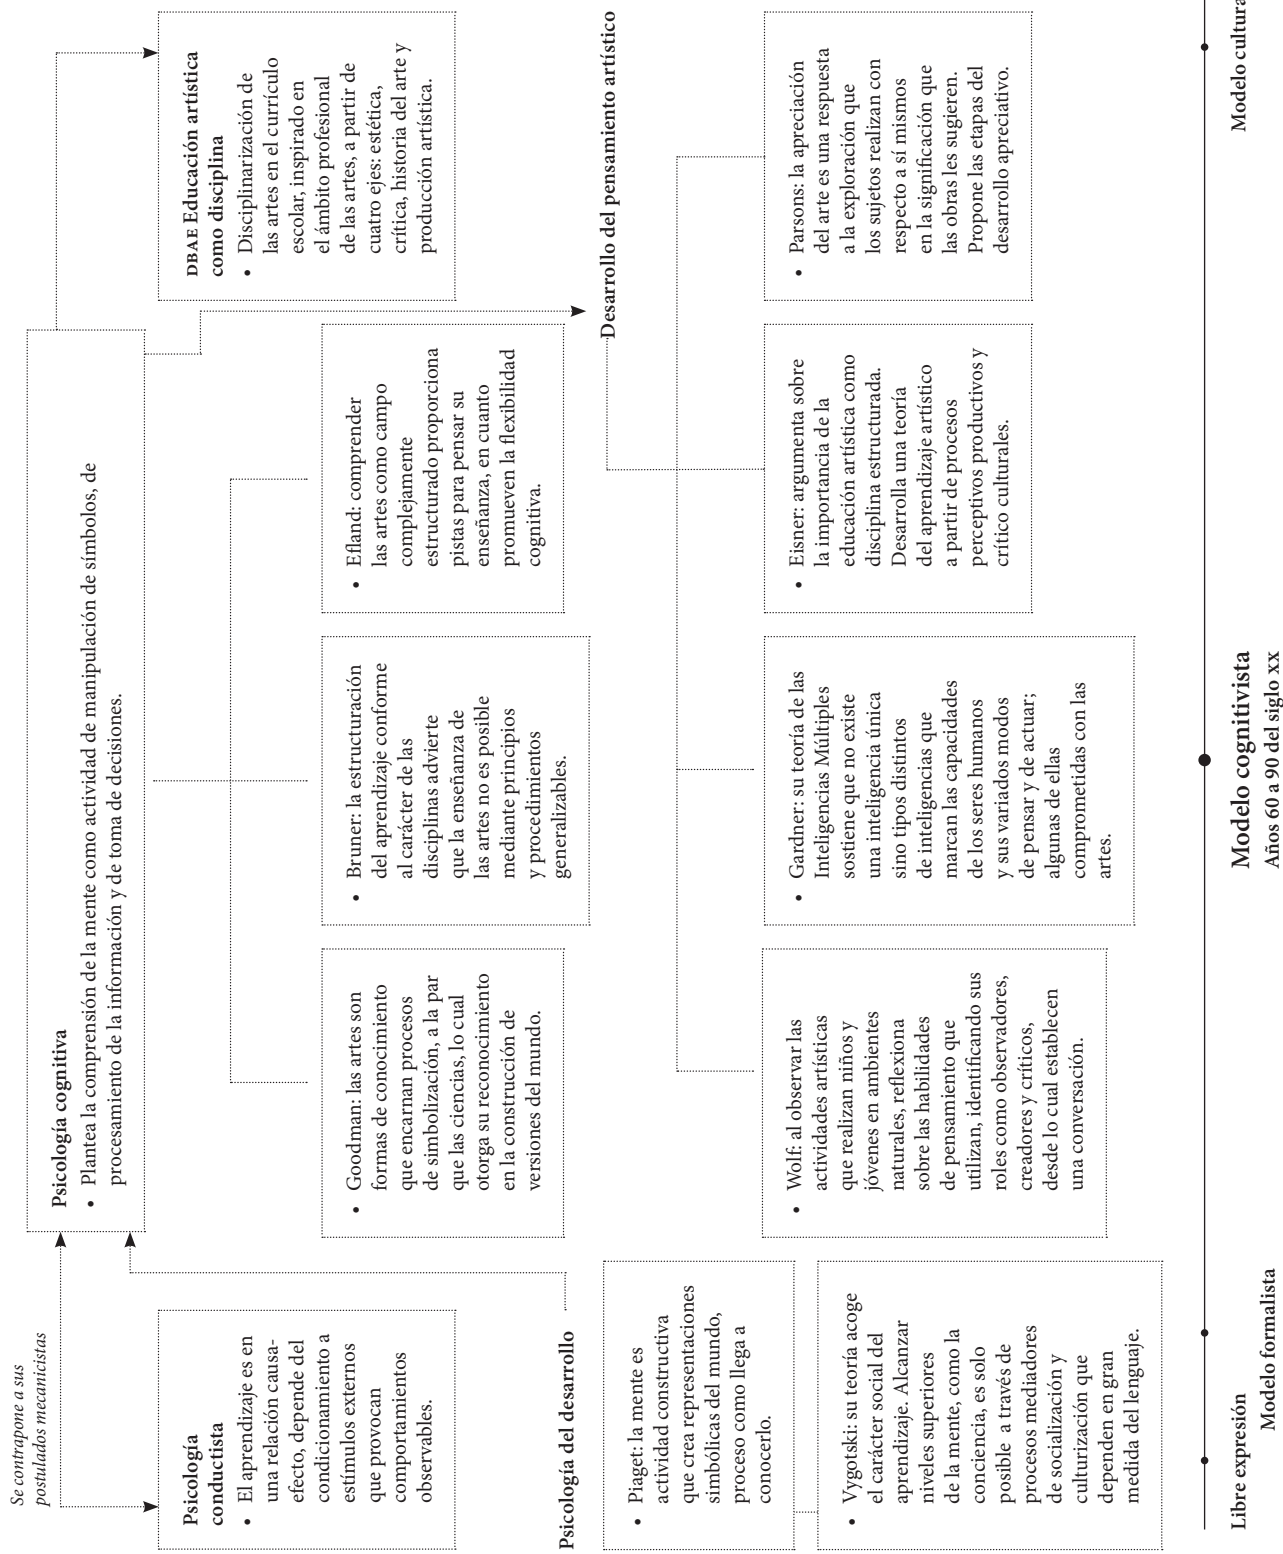 Se contrapone a sus
postulados mecanicistas
Psicología cognitiva
• Plantea la comprensión de la mente como actividad de manipulación de símbolos, de
procesamiento de la información y de toma de decisiones.
Psicología
conductista
• El aprendizaje es en
una relación causa-
efecto, depende del
condicionamiento a
estímulos externos
que provocan
comportamientos
observables.
DBAE Educación artística
como disciplina
• Disciplinarización de
las artes en el currículo
escolar, inspirado en
el ámbito profesional
de las artes, a partir de
cuatro ejes: estética,
crítica, historia del arte y
producción artística.
• Goodman: las artes son
formas de conocimiento
que encarnan procesos
de simbolización, a la par
que las ciencias, lo cual
otorga su reconocimiento
en la construcción de
versiones del mundo.
• Bruner: la estructuración
del aprendizaje conforme
al carácter de las
disciplinas advierte
que la enseñanza de
las artes no es posible
mediante principios
y procedimientos
generalizables.
• Efland: comprender
las artes como campo
complejamente
estructurado proporciona
pistas para pensar su
enseñanza, en cuanto
promueven la flexibilidad
cognitiva.
Psicología del desarrollo
Desarrollo del pensamiento artístico
• Piaget: la mente es
actividad constructiva
que crea representaciones
simbólicas del mundo,
proceso como llega a
conocerlo.
• Vygotski: su teoría acoge
el carácter social del
aprendizaje. Alcanzar
niveles superiores
de la mente, como la
conciencia, es solo
posible a través de
procesos mediadores
de socialización y
culturización que
dependen en gran
medida del lenguaje.
• Wolf: al observar las
actividades artísticas
que realizan niños y
jóvenes en ambientes
naturales, reflexiona
sobre las habilidades
de pensamiento que
utilizan, identificando sus
roles como observadores,
creadores y críticos,
desde lo cual establecen
una conversación.
• Gardner: su teoría de las
Inteligencias Múltiples
sostiene que no existe
una inteligencia única
sino tipos distintos
de inteligencias que
marcan las capacidades
de los seres humanos
y sus variados modos
de pensar y de actuar;
algunas de ellas
comprometidas con las
artes.
• Eisner: argumenta sobre
la importancia de la
educación artística como
disciplina estructurada.
Desarrolla una teoría
del aprendizaje artístico
a partir de procesos
perceptivos productivos y
crítico culturales.
• Parsons: la apreciación
del arte es una respuesta
a la exploración que
los sujetos realizan con
respecto a sí mismos
en la significación que
las obras les sugieren.
Propone las etapas del
desarrollo apreciativo.
Libre expresión
Modelo formalista
Modelo cognitivista
Años 60 a 90 del siglo XX
Modelo cultura